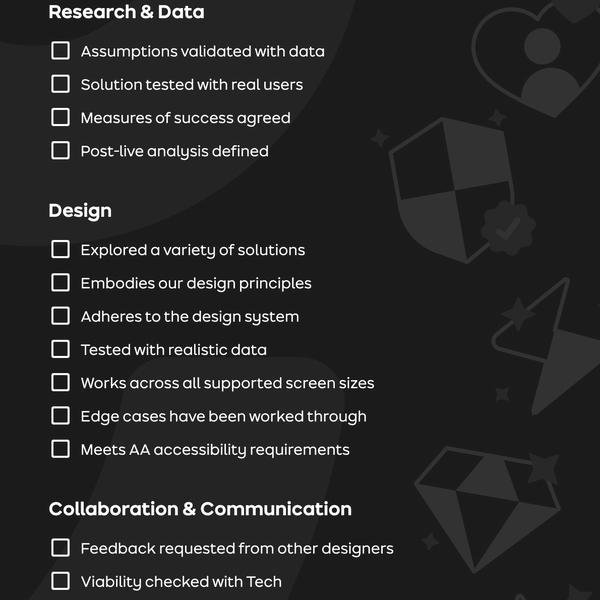 Research & Data
Assumptions validated with data
Solution tested with real users
Measures of success agreed
Post-live analysis defined
Design
Explored a variety of solutions
Embodies our design principles
Adheres to the design system
Tested with realistic data
Works across all supported screen sizes
Edge cases have been worked through
Meets AA accessibility requirements
Collaboration & Communication
Feedback requested from other designers
Viability checked with Tech